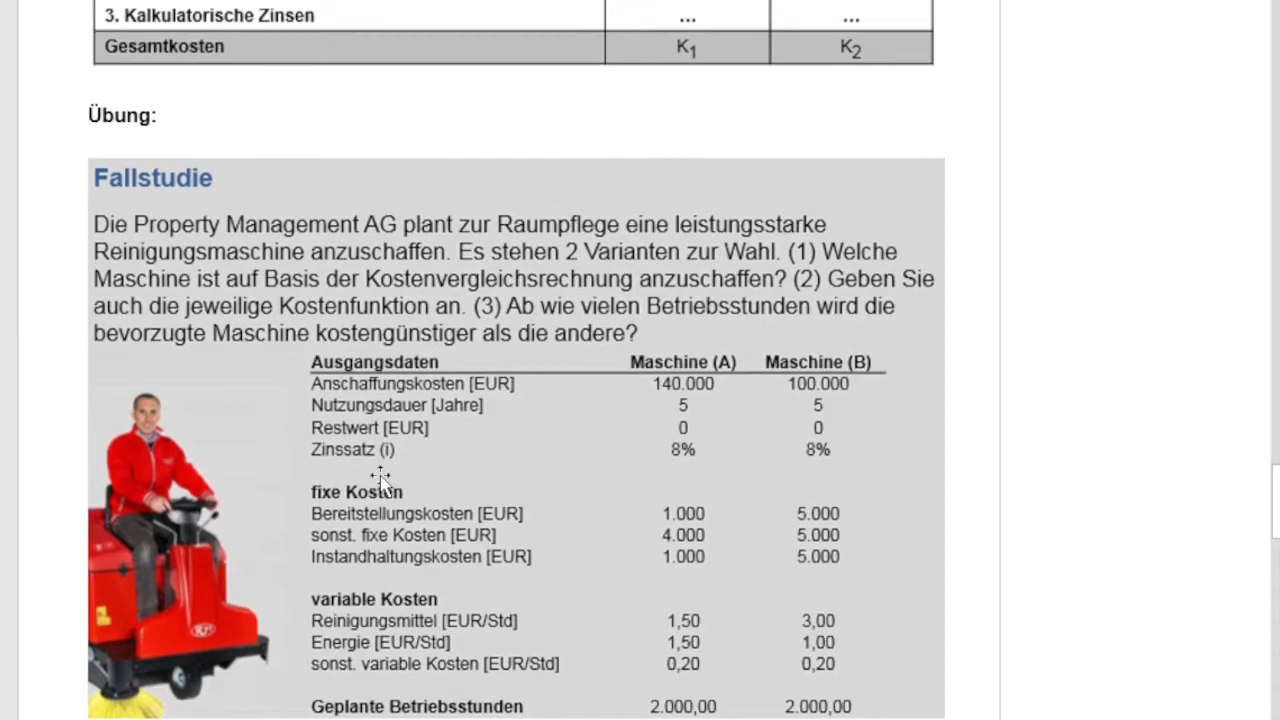 3. Kalkulatorische Zinsen ... ...
Gesamtkosten K1 K2
Übung:
Fallstudie
Die Property Management AG plant zur Raumpflege eine leistungsstarke
Reinigungsmaschine anzuschaffen. Es stehen 2 Varianten zur Wahl. (1) Welche
Maschine ist auf Basis der Kostenvergleichsrechnung anzuschaffen? (2) Geben Sie
auch die jeweilige Kostenfunktion an. (3) Ab wie vielen Betriebsstunden wird die
bevorzugte Maschine kostengünstiger als die andere?
Ausgangsdaten Maschine (A) Maschine (B)
Anschaffungskosten [EUR] 140.000 100.000
Nutzungsdauer [Jahre] 5 5
Restwert [EUR] 0 0
Zinssatz (i) 8% 8%
fixe Kosten
Bereitstellungskosten [EUR] 1.000 5.000
sonst. fixe Kosten [EUR] 4.000 5.000
Instandhaltungskosten [EUR] 1.000 5.000
variable Kosten
Reinigungsmittel [EUR/Std] 1,50 3,00
Energie [EUR/Std] 1,50 1,00
sonst. variable Kosten [EUR/Std] 0,20 0,20
Geplante Betriebsstunden 2.000,00 2.000,00